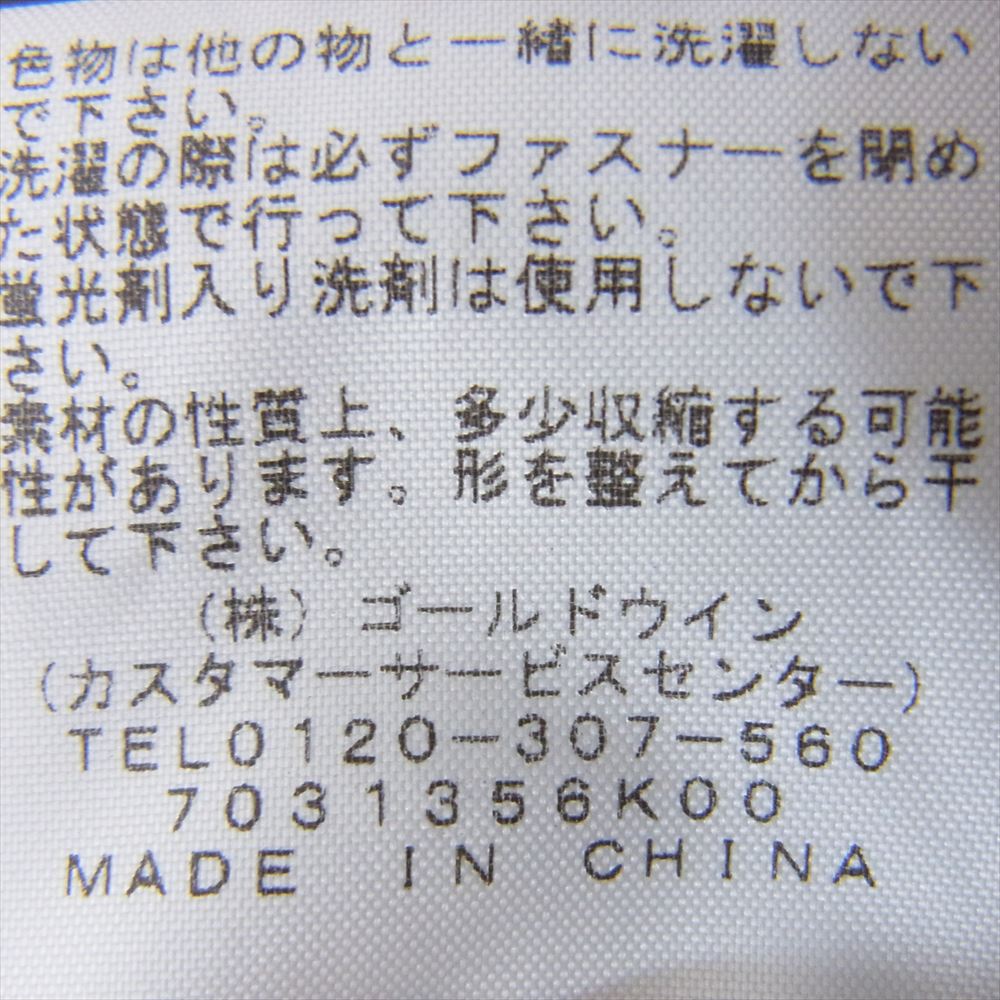 色物は他の物と一緒に洗濯しない
で下さい。
洗濯の際は必ずファスナーを閉め
た状態で行って下さい。
蛍光剤入り洗剤は使用しないで下
さい。
素材の性質上、多少収縮する可能
性があります。形を整えてから干
して下さい。
(株)ゴールドウイン
(カスタマーサービスセンター)
TEL0120-307-560
7031356K00
MADE IN CHINA